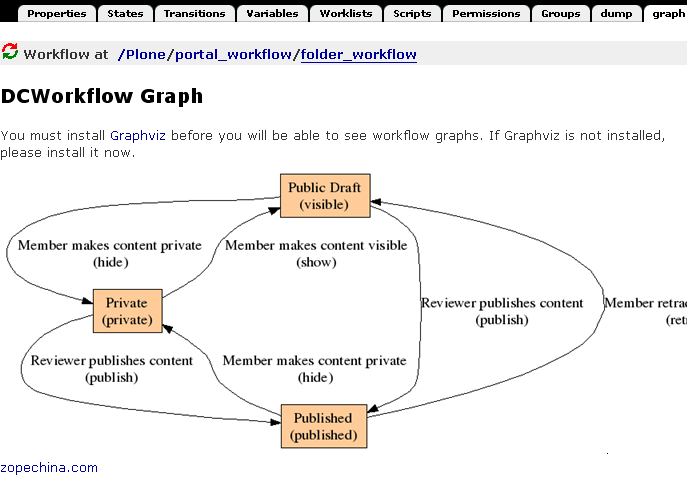 Properties States Transitions Variables Worklists Scripts Permissions Groups dump graph
Workflow at /Plone/portal_workflow/folder_workflow
DCWorkflow Graph
You must install Graphviz before you will be able to see workflow graphs. If Graphviz is not installed,
please install it now.
Public Draft
(visible)
Member makes content private
(hide)
Member makes content visible
(show)
Private
(private)
Reviewer publishes content
(publish)
Member retrac
(retr
Reviewer publishes content
(publish)
Member makes content private
(hide)
Published
(published)
zopechina.com